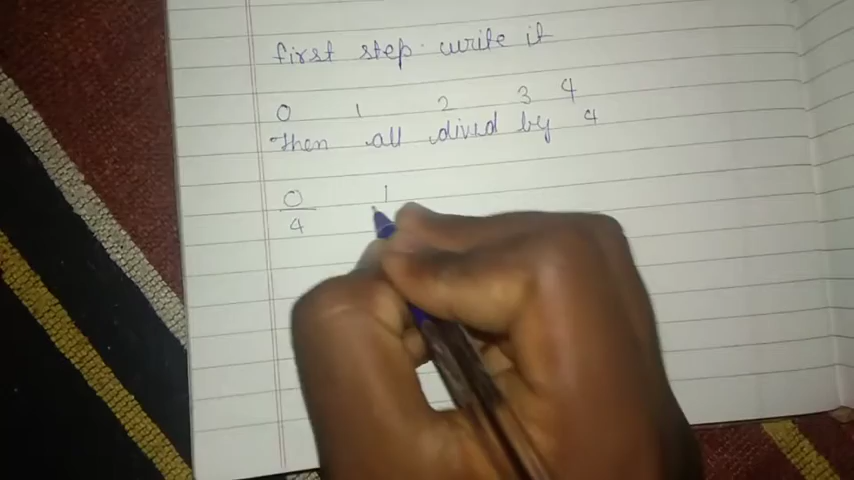 first step. write it
0 1 2 3 4
Then all divid by 4
0 1
4